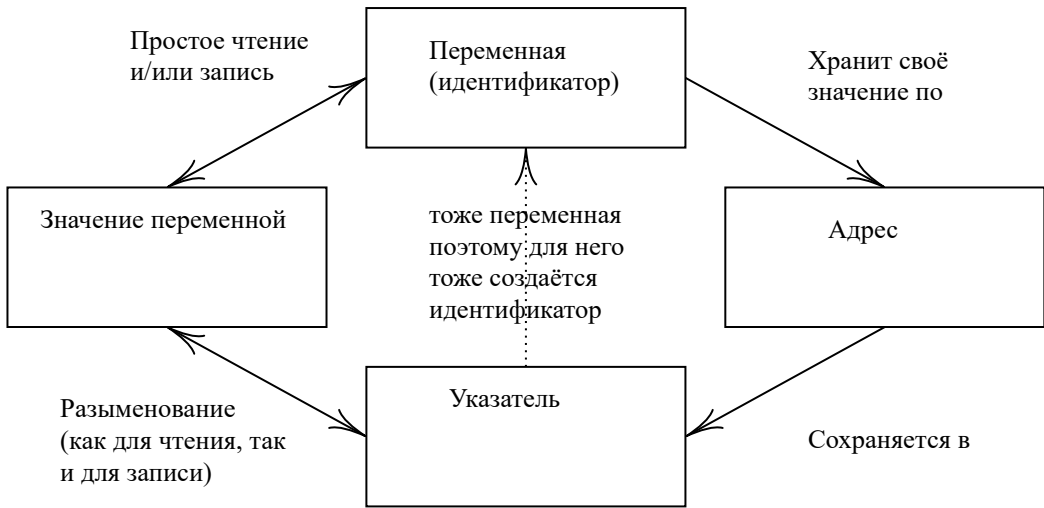 Простое чтение
и/или запись
Переменная
(идентификатор)
Хранит своё
значение по
Значение переменной
тоже переменная
поэтому для него
тоже создаётся
идентификатор
Адрес
Разыменование
(как для чтения, так
и для записи)
Указатель
Сохраняется в